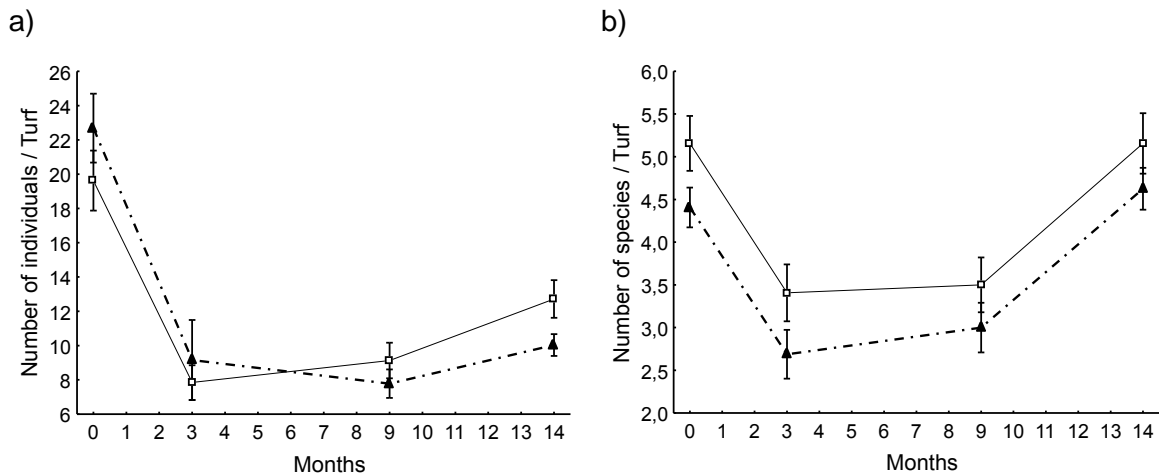 a)
Number of individuals / Turf
26
24
22
20
18
16
14
12
10
8
6
0 1 2 3 4 5 6 7 8 9 10 11 12 13 14
Months
b)
Number of species / Turf
6,0
5,5
5,0
4,5
4,0
3,5
3,0
2,5
2,0
0 1 2 3 4 5 6 7 8 9 10 11 12 13 14
Months